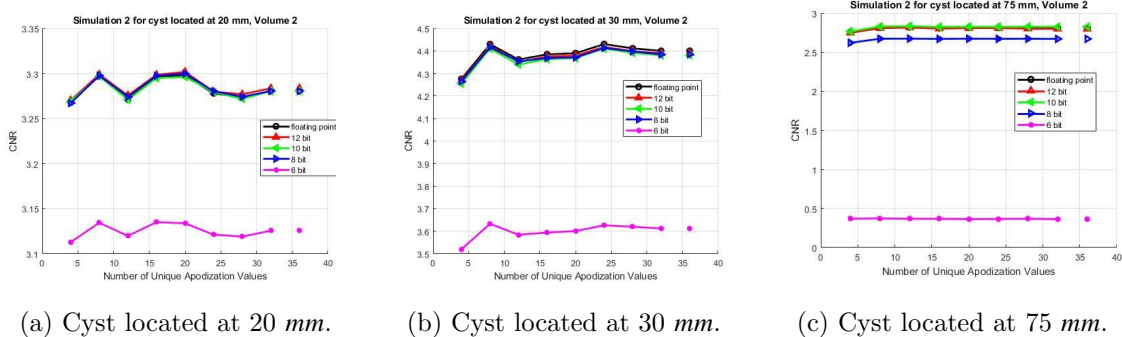 Simulation 2 for cyst located at 20 mm, Volume 2
3.35
3.3
3.25
3.2
3.15
3.1
CNR
floating point
12 bit
10 bit
8 bit
6 bit
0 5 10 15 20 25 30 35 40
Number of Unique Apodization Values
(a) Cyst located at 20 mm.
Simulation 2 for cyst located at 30 mm, Volume 2
4.5
4.4
4.3
4.2
4.1
4
3.9
3.8
3.7
3.6
3.5
CNR
floating point
12 bit
10 bit
8 bit
6 bit
0 5 10 15 20 25 30 35 40
Number of Unique Apodization Values
(b) Cyst located at 30 mm.
Simulation 2 for cyst located at 75 mm, Volume 2
3
2.5
2
1.5
1
0.5
0
CNR
floating point
12 bit
10 bit
8 bit
6 bit
0 5 10 15 20 25 30 35 40
Number of Unique Apodization Values
(c) Cyst located at 75 mm.